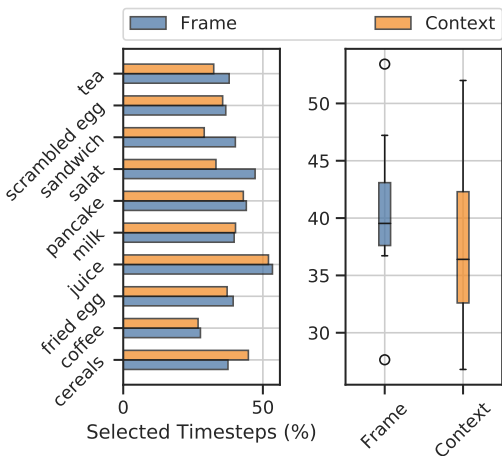 Frame Context
tea
scrambled egg
sandwich
salat
pancake
milk
juice
fried egg
coffee
cereals
0 50
Selected Timesteps (%)
50
45
40
35
30
Frame Context